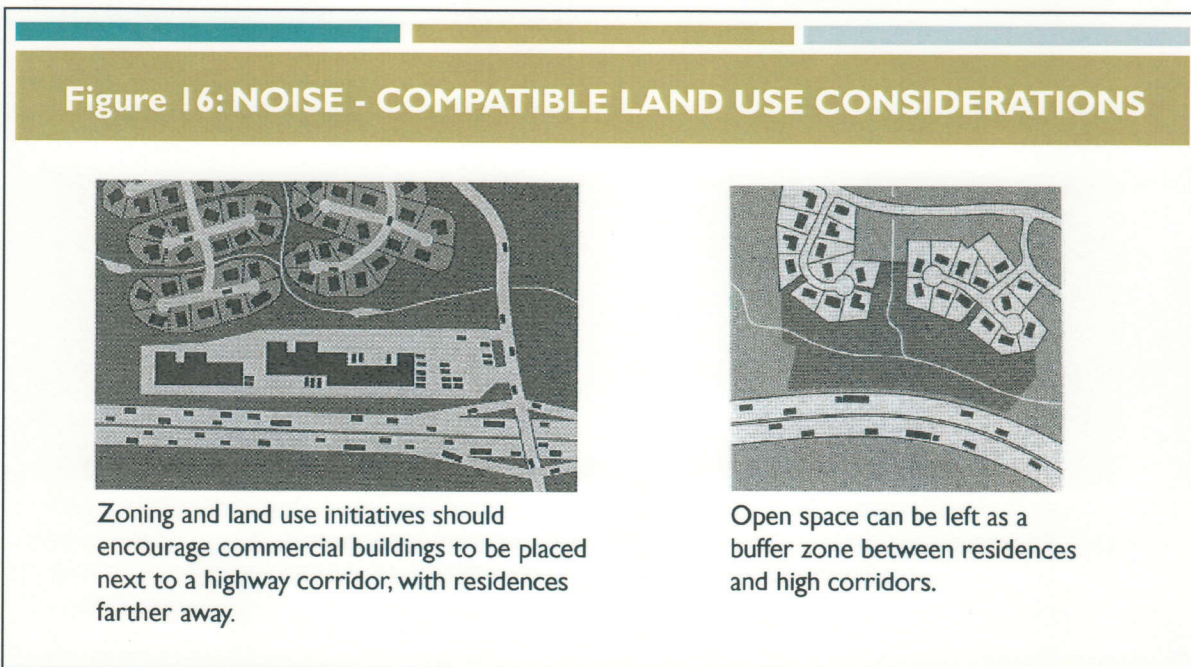 Figure 16: NOISE - COMPATIBLE LAND USE CONSIDERATIONS
Zoning and land use initiatives should
encourage commercial buildings to be placed
next to a highway corridor, with residences
farther away.
Open space can be left as a
buffer zone between residences
and high corridors.